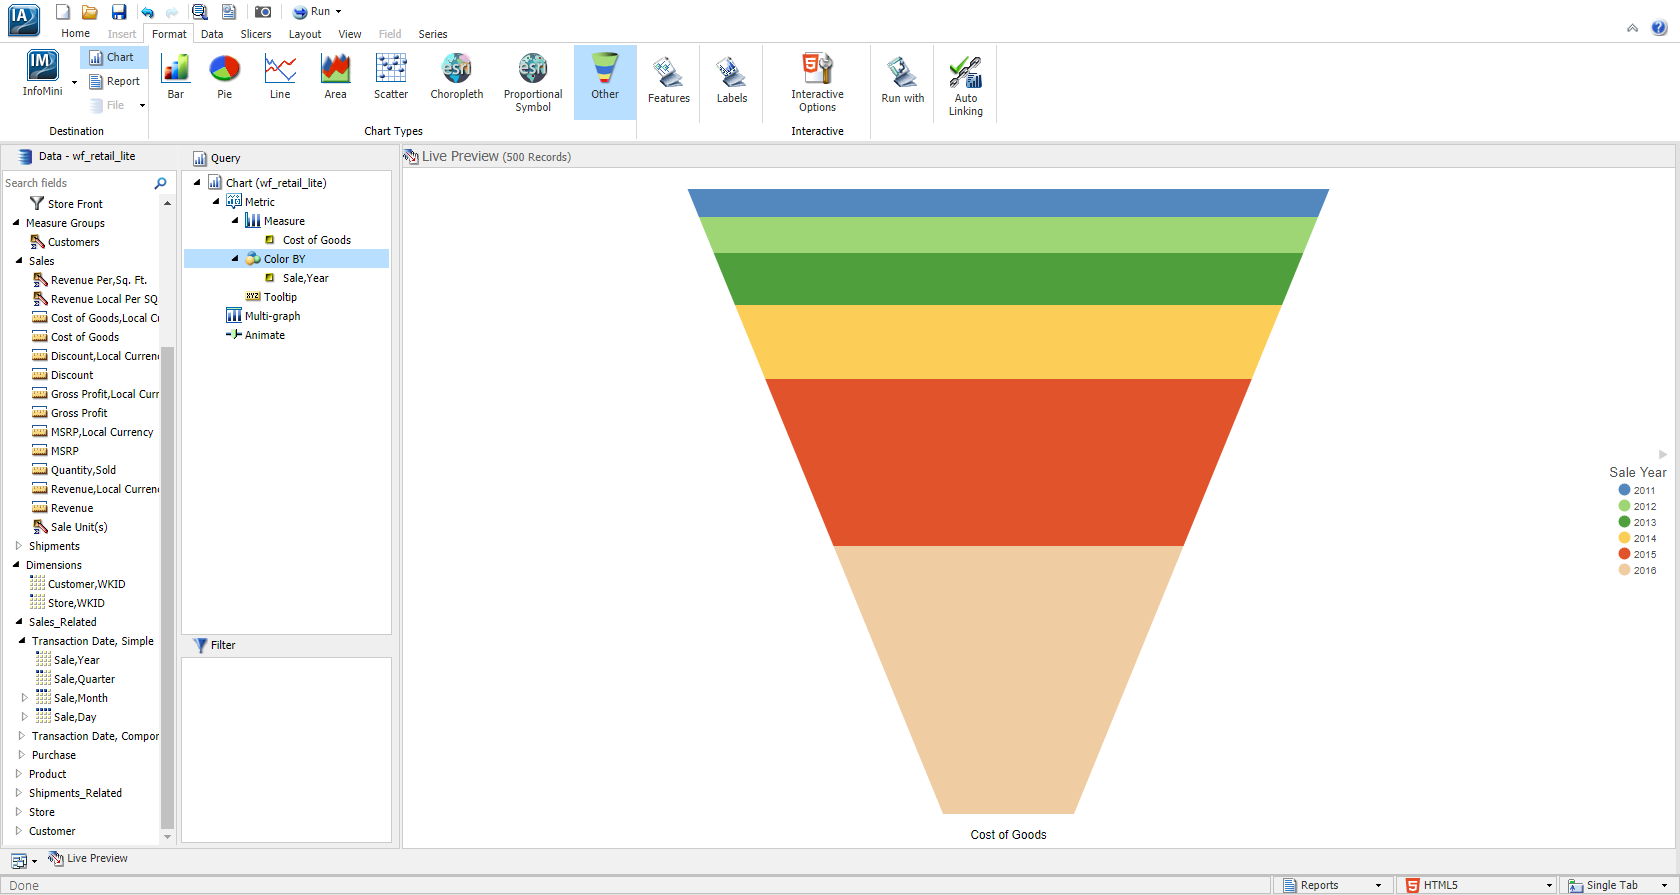 IA
Run
Home Insert Format Data Slicers Layout View Field Series
IM
InfoMini
Chart
Report
File
Destination
Bar
Pie
Line
Area
Scatter
esri
Choropleth
esri
Proportional
Symbol
Other
Chart Types
Features
Labels
5
Interactive
Options
Interactive
Run with
Auto
Linking
Data - wf_retail_lite
Search fields
Store Front
Measure Groups
Customers
Sales
Revenue Per,Sq. Ft.
Revenue Local Per SQ
Cost of Goods,Local Cu
Cost of Goods
Discount,Local Curren
Discount
Gross Profit,Local Curr
Gross Profit
MSRP,Local Currency
MSRP
Quantity,Sold
Revenue,Local Curren
Revenue
Sale Unit(s)
Shipments
Dimensions
Customer,WKID
Store,WKID
Sales_Related
Transaction Date, Simple
Sale,Year
Sale,Quarter
Sale,Month
Sale,Day
Transaction Date, Compor
Purchase
Product
Shipments_Related
Store
Customer
Query
Chart (wf_retail_lite)
Metric
Measure
Cost of Goods
Color BY
Sale,Year
XYZ Tooltip
Multi-graph
Animate
Filter
Live Preview (500 Records)
Sale Year
2011
2012
2013
2014
2015
2016
Cost of Goods
Live Preview
Done
Reports
5 HTML5
Single Tab